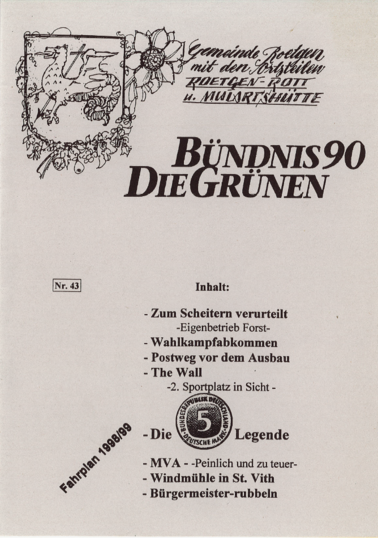 Gemeinde Roetgen
mit den Ortsteilen
ROETGEN-ROTT
u. MULARTSHÜTTE
BÜNDNIS 90
DIE GRÜNEN
Nr. 43
Inhalt:
- Zum Scheitern verurteilt
-Eigenbetrieb Forst-
- Wahlkampfabkommen
- Postweg vor dem Ausbau
- The Wall
-2. Sportplatz in Sicht -
BUNDESREPUBLIK DEUTSCHLAND
5
DEUTSCHE MARK
- Die Legende
- MVA - -Peinlich und zu teuer-
- Windmühle in St. Vith
- Bürgermeister-rubbeln
Fahrplan 1998/99